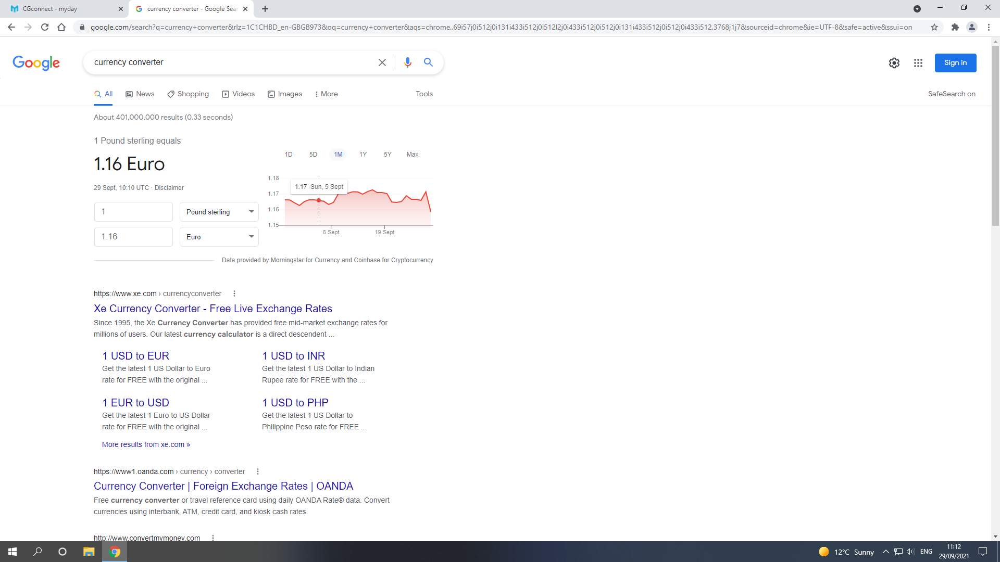 CGconnect - myday
currency converter - Google Sear
google.com/search?q=currency+converter&rlz=1C1CHBD_en-GBGB973&oq=currency+converter&aqs=chrome..69i57j0i512j0i131i433i512j0i512l2j0i433i512j0i512j0i131i433i512j0i512j0i433i512.3768j1j7&sourceid=chrome&ie=UTF-8&safe=active&ssui=on
Google
currency converter
Sign in
All
News
Shopping
Videos
Images
More
Tools
SafeSearch on
About 401,000,000 results (0.33 seconds)
1 Pound sterling equals
1.16 Euro
29 Sept, 10:10 UTC · Disclaimer
1
Pound sterling
1.16
Euro
1D
5D
1M
1Y
5Y
Max
1.18
1.17 Sun, 5 Sept
1.17
1.16
1.15
8 Sept
19 Sept
Data provided by Morningstar for Currency and Coinbase for Cryptocurrency
https://www.xe.com › currencyconverter
Xe Currency Converter - Free Live Exchange Rates
Since 1995, the Xe Currency Converter has provided free mid-market exchange rates for
millions of users. Our latest currency calculator is a direct descendent ...
1 USD to EUR
Get the latest 1 US Dollar to Euro
rate for FREE with the original ...
1 USD to INR
Get the latest 1 US Dollar to Indian
Rupee rate for FREE with the ...
1 EUR to USD
Get the latest 1 Euro to US Dollar
rate for FREE with the original ...
1 USD to PHP
Get the latest 1 US Dollar to
Philippine Peso rate for FREE ...
More results from xe.com »
https://www1.oanda.com › currency › converter
Currency Converter | Foreign Exchange Rates | OANDA
Free currency converter or travel reference card using daily OANDA Rate® data. Convert
currencies using interbank, ATM, credit card, and kiosk cash rates.
http://www.convertmymoney.com
12°C Sunny
ENG
11:12
29/09/2021